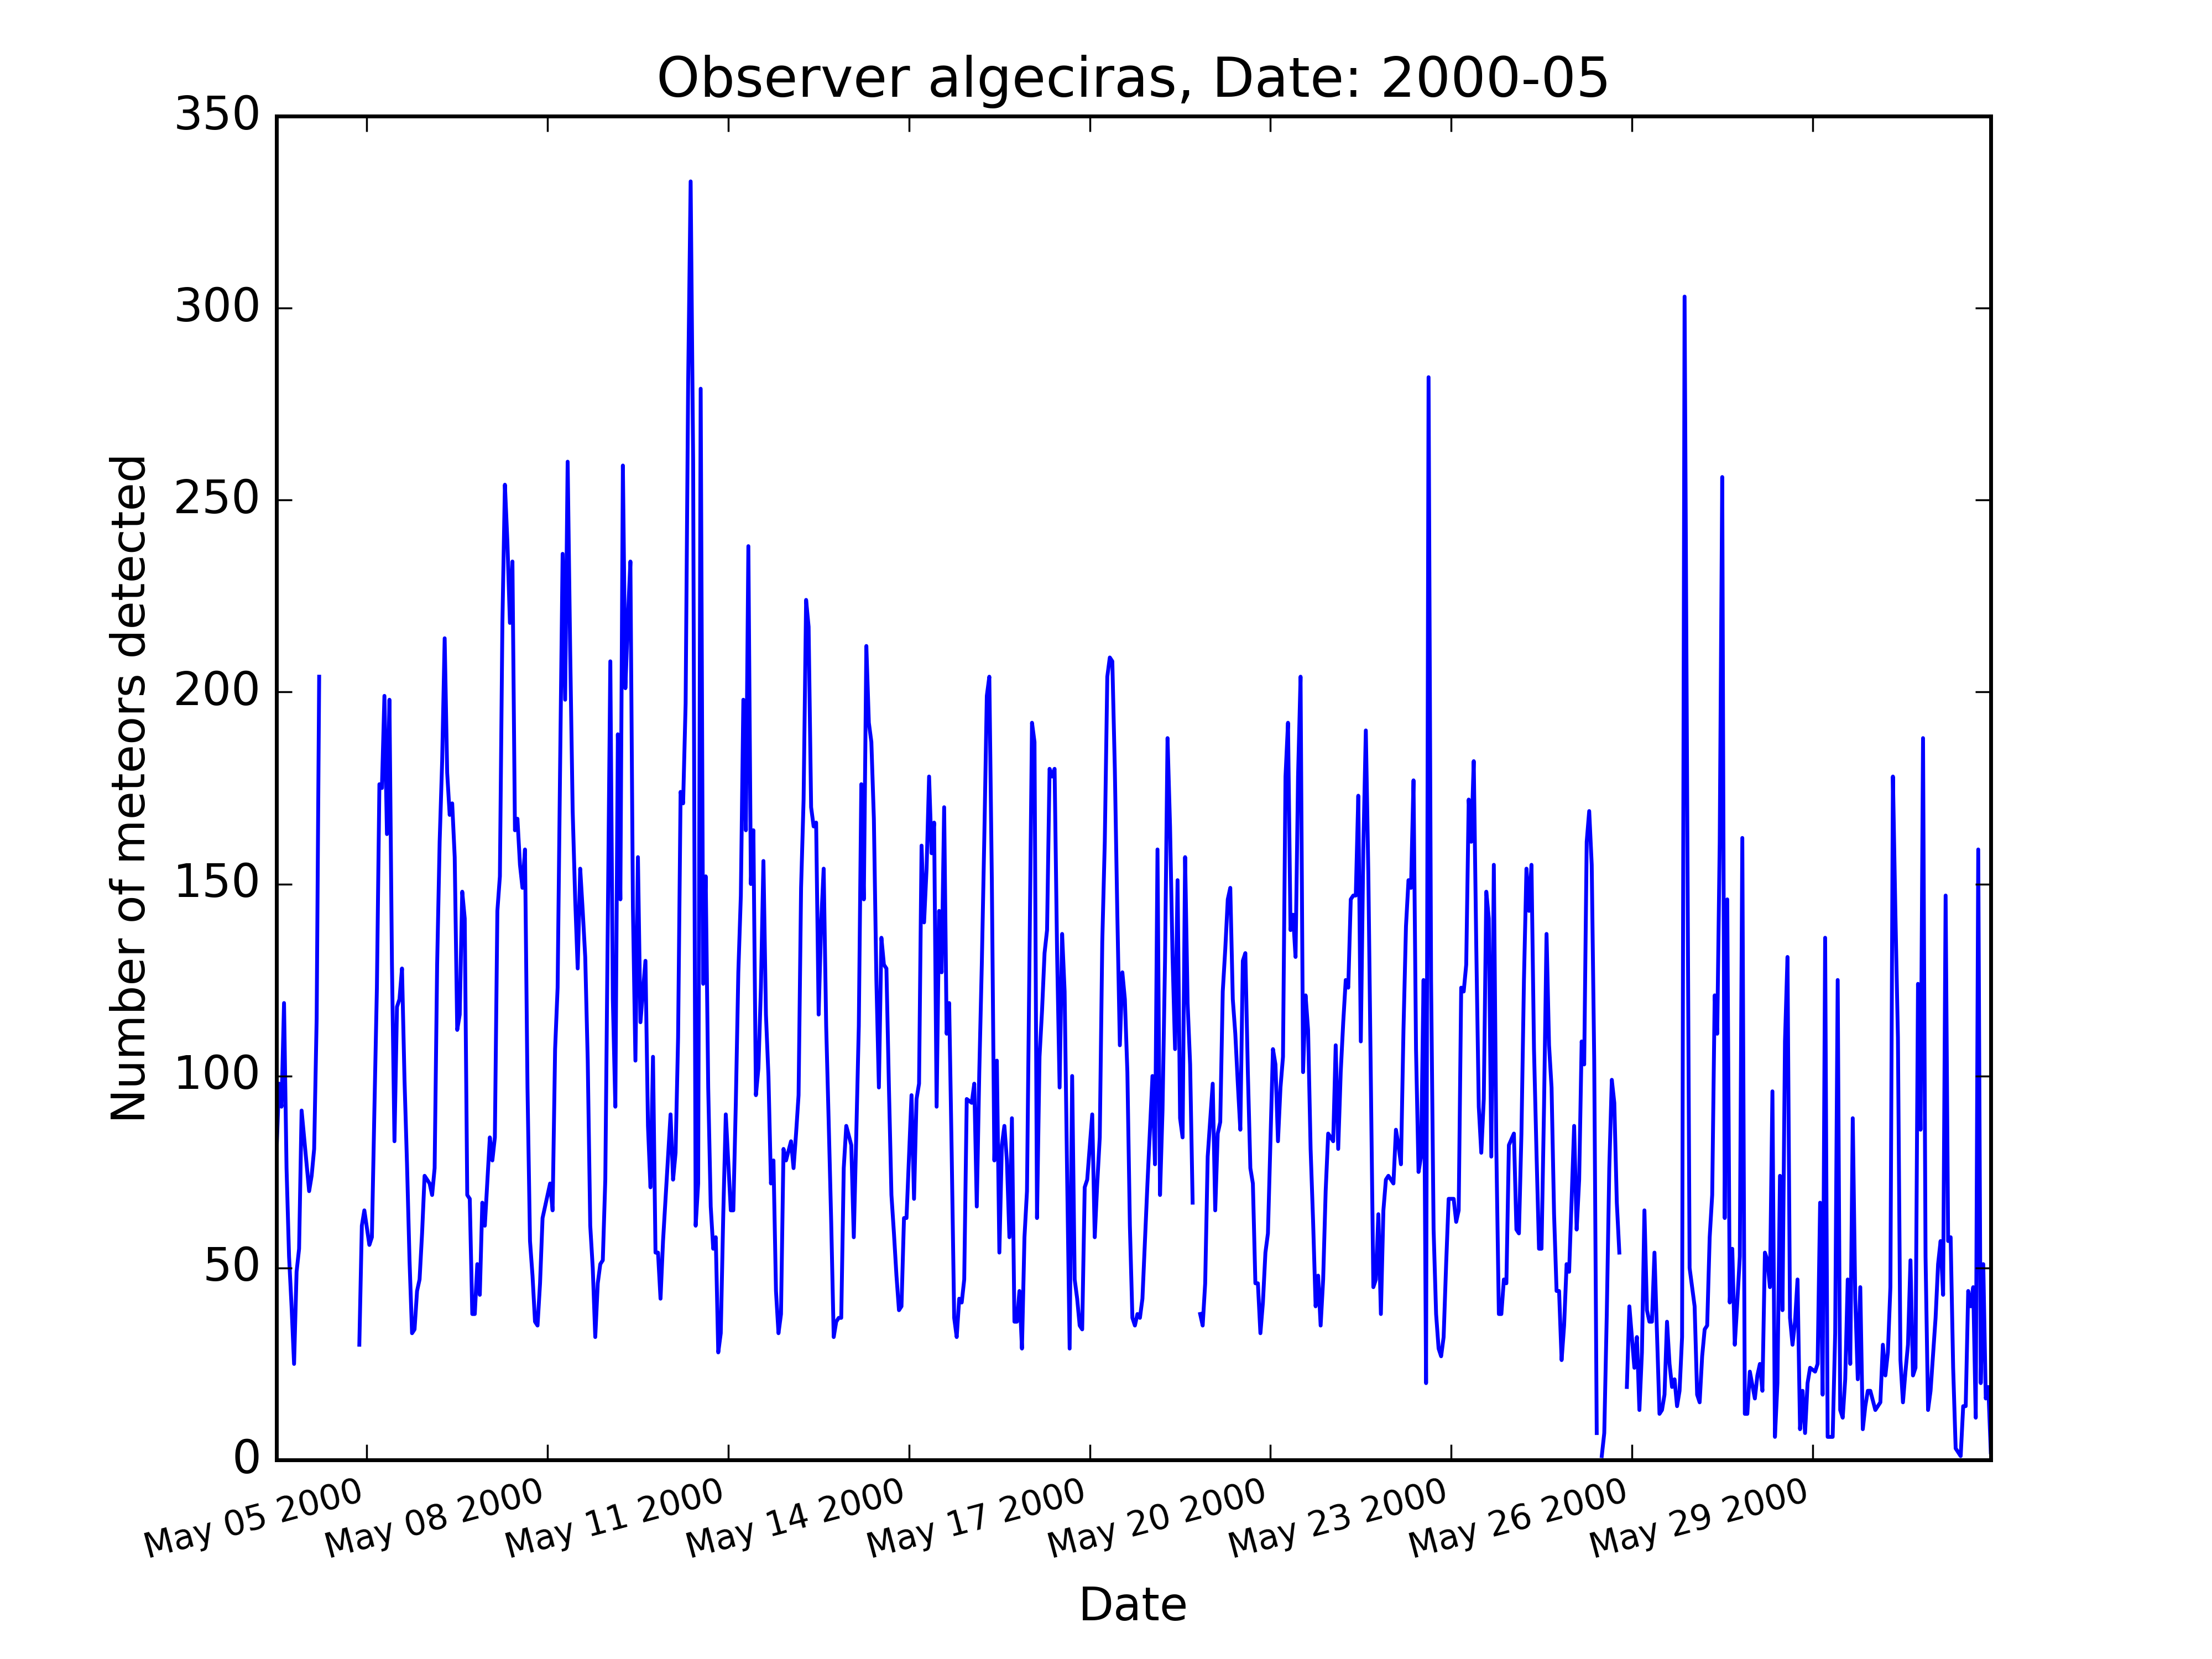 Observer algeciras, Date: 2000-05
Number of meteors detected
350
300
250
200
150
100
50
0
May 05 2000
May 08 2000
May 11 2000
May 14 2000
May 17 2000
May 20 2000
May 23 2000
May 26 2000
May 29 2000
Date